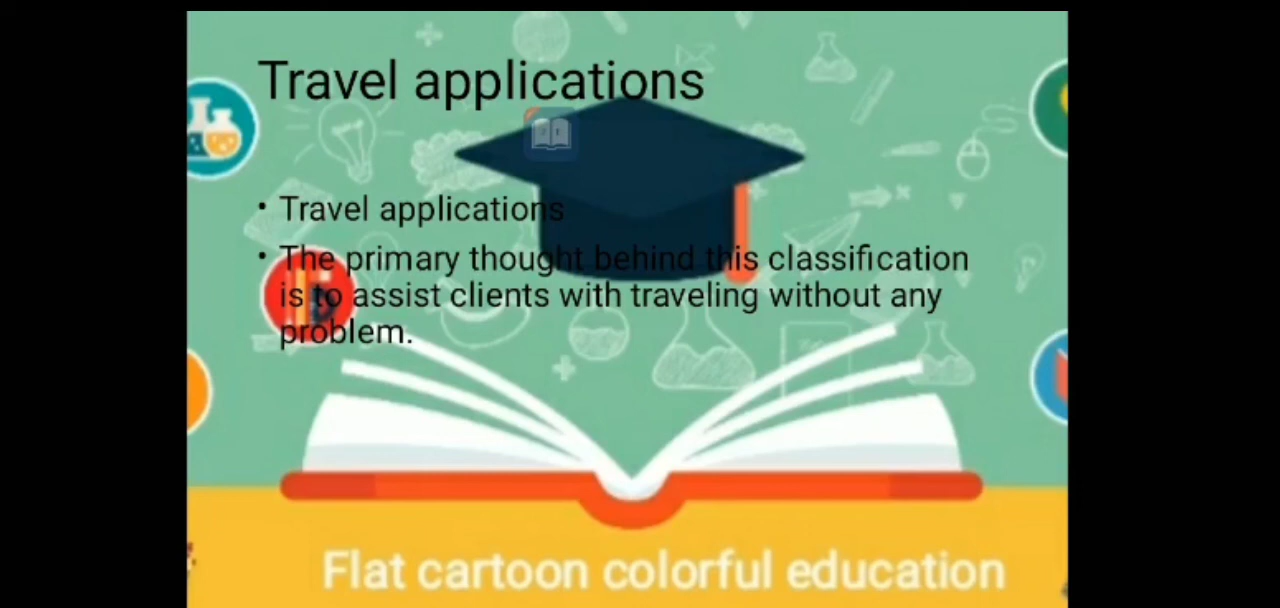 Travel applications
• Travel applications
• The primary thought behind this classification
is to assist clients with traveling without any
problem.
Flat cartoon colorful education